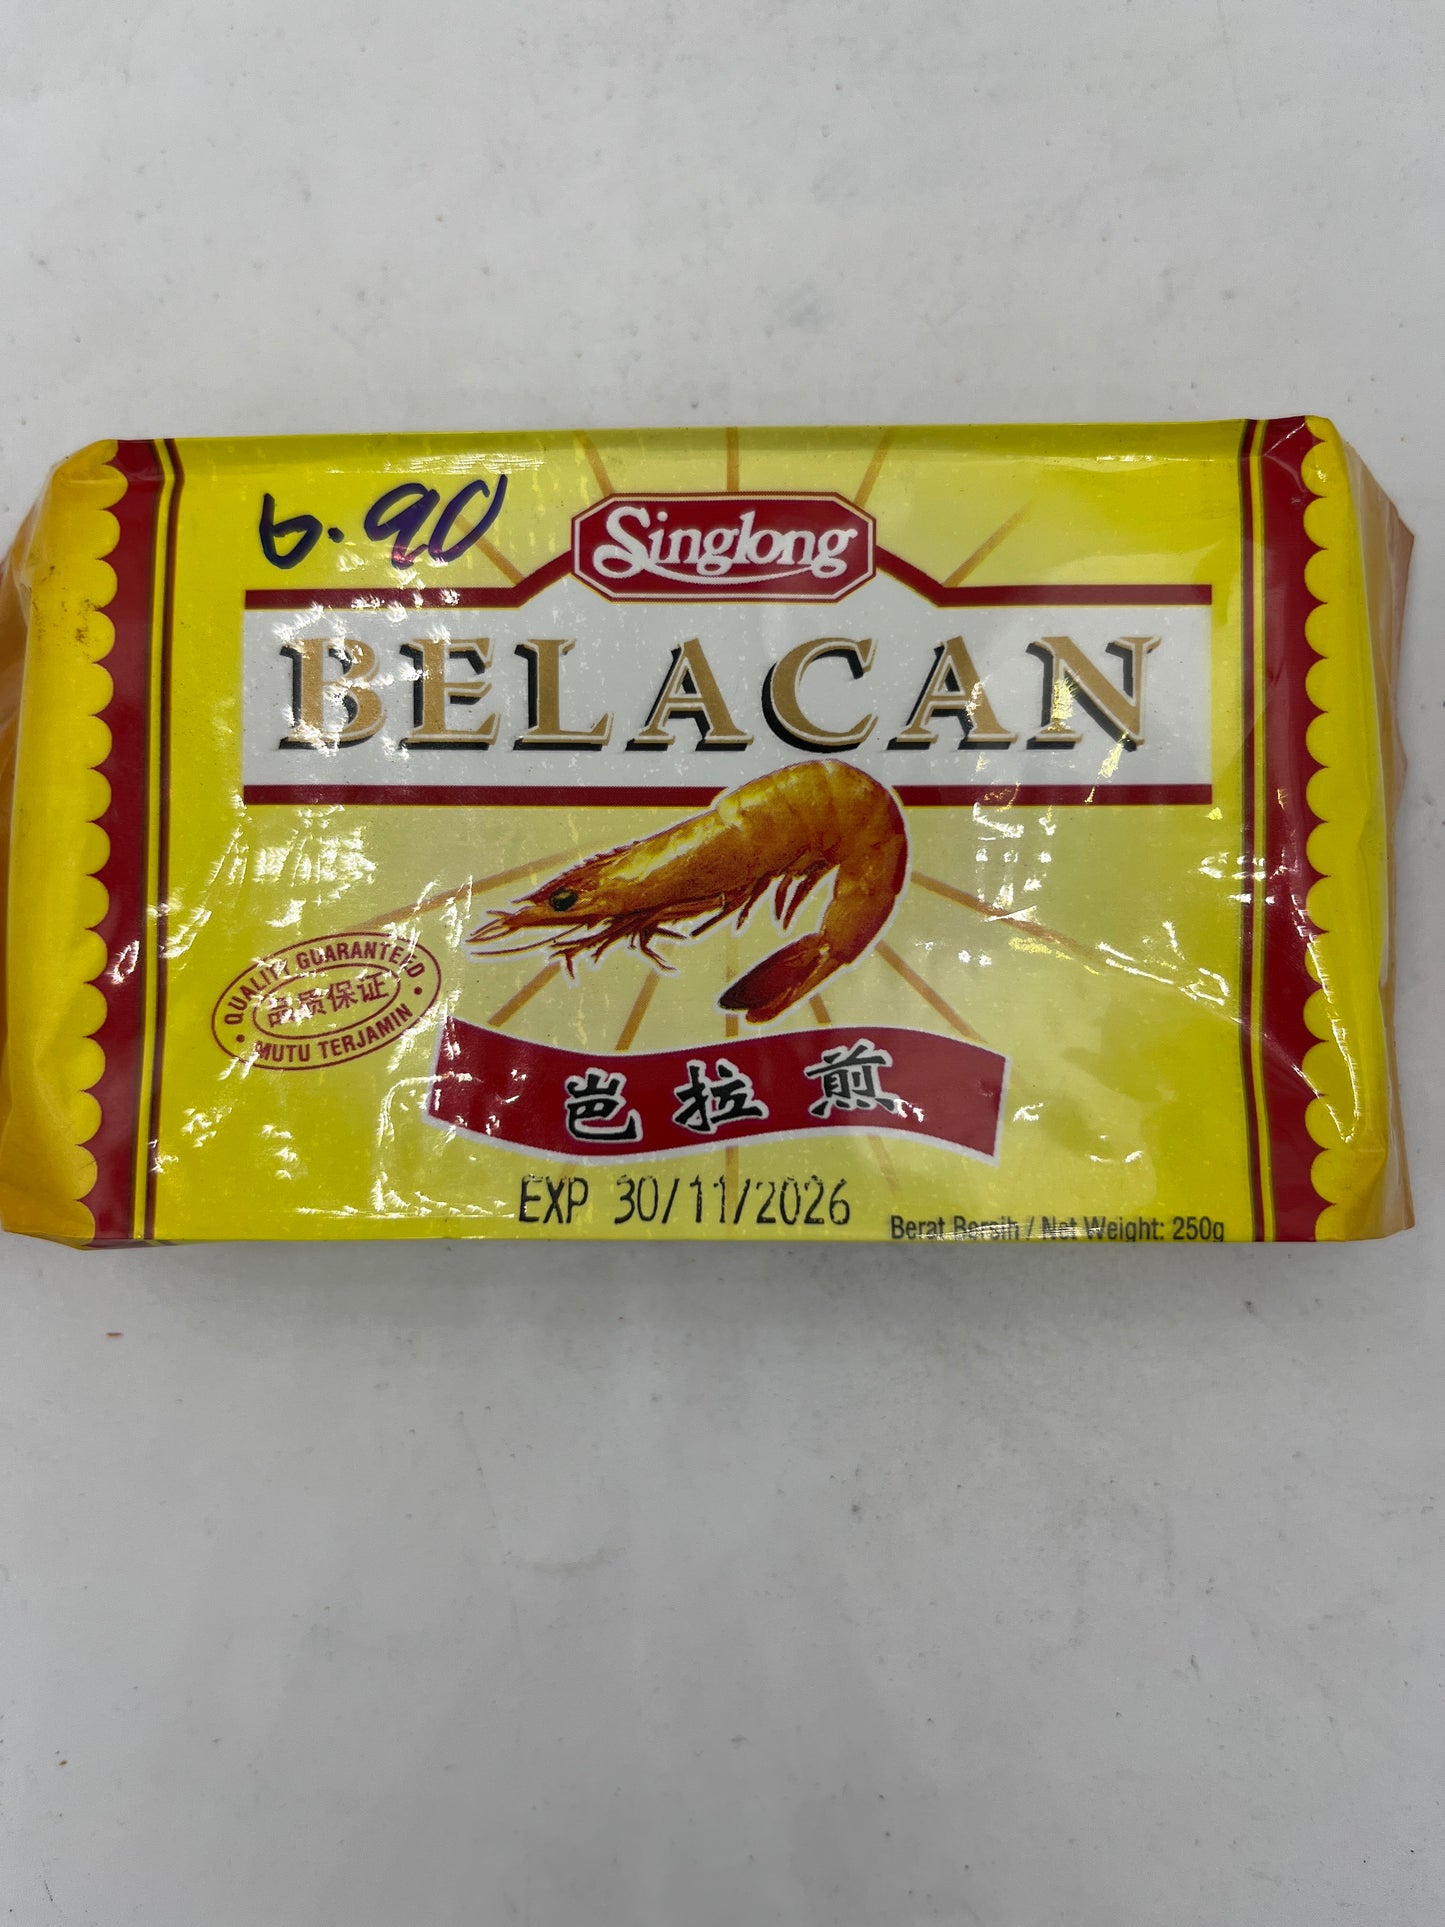 6.90
Singlong
BELACAN
QUALITY GUARANTEED
品质保证
MUTU TERJAMIN
岜拉煎
EXP 30/11/2026
Berat Bersih / Net Weight: 250g